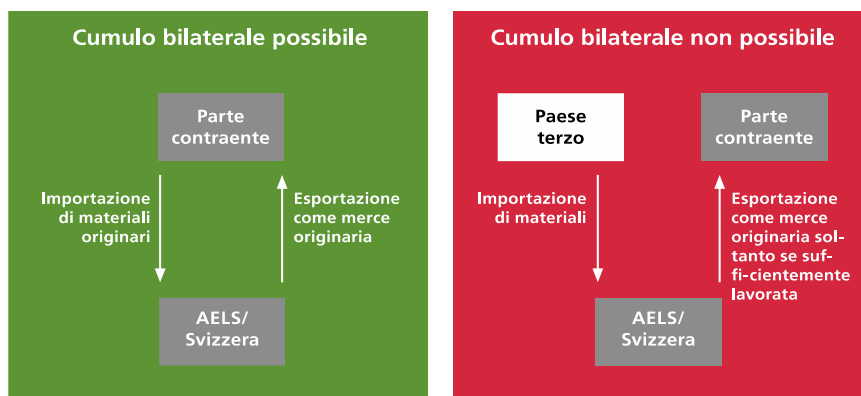 Cumulo bilaterale possibile
Parte
contraente
Importazione
di materiali
originari
Esportazione
come merce
originaria
AELS/
Svizzera
Cumulo bilaterale non possibile
Paese
terzo
Parte
contraente
Importazione
di materiali
Esportazione
come merce
originaria sol-
tanto se suf-
fi-cientemente
lavorata
AELS/
Svizzera